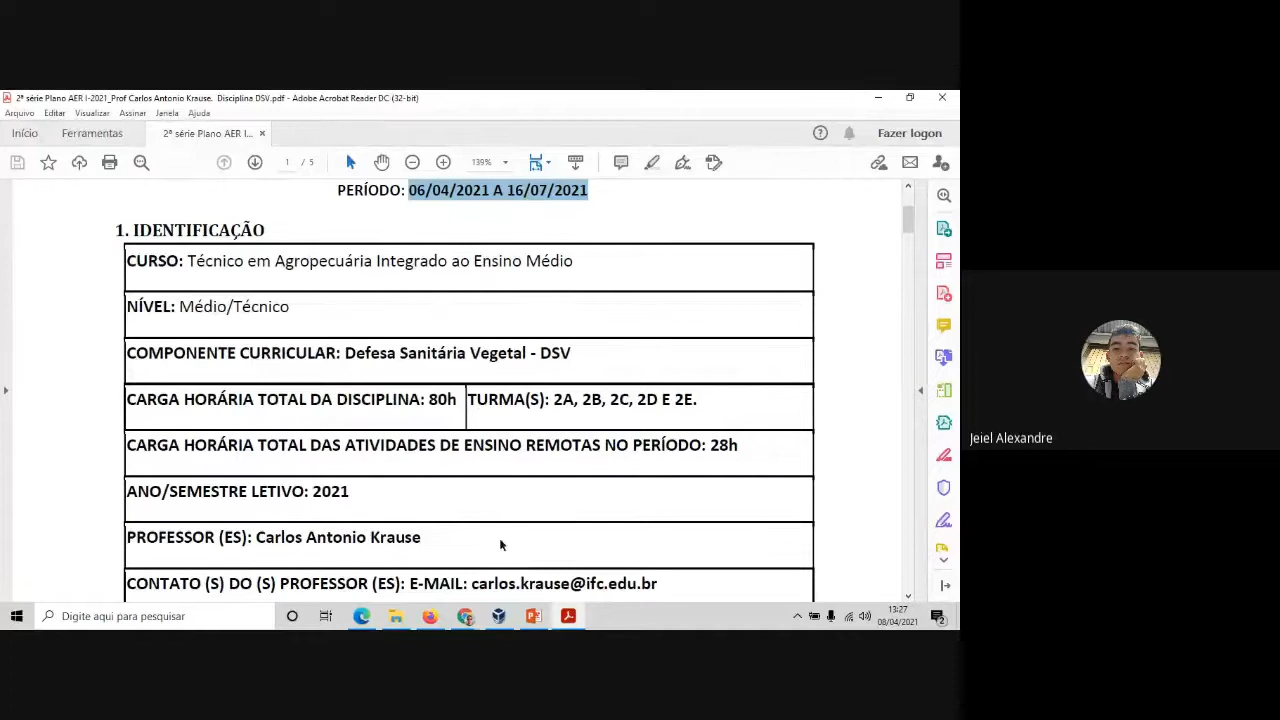 2ª série Plano AER I-2021_Prof Carlos Antonio Krause. Disciplina DSV.pdf - Adobe Acrobat Reader DC (32-bit)
Arquivo Editar Visualizar Assinar Janela Ajuda
Início Ferramentas 2ª série Plano AER I... × Fazer logon
1 / 5 139%
PERÍODO: 06/04/2021 A 16/07/2021
1. IDENTIFICAÇÃO
CURSO: Técnico em Agropecuária Integrado ao Ensino Médio
NÍVEL: Médio/Técnico
COMPONENTE CURRICULAR: Defesa Sanitária Vegetal - DSV
CARGA HORÁRIA TOTAL DA DISCIPLINA: 80h TURMA(S): 2A, 2B, 2C, 2D E 2E.
CARGA HORÁRIA TOTAL DAS ATIVIDADES DE ENSINO REMOTAS NO PERÍODO: 28h
ANO/SEMESTRE LETIVO: 2021
PROFESSOR (ES): Carlos Antonio Krause
CONTATO (S) DO (S) PROFESSOR (ES): E-MAIL: carlos.krause@ifc.edu.br
Jeiel Alexandre
Digite aqui para pesquisar
13:27
08/04/2021
2